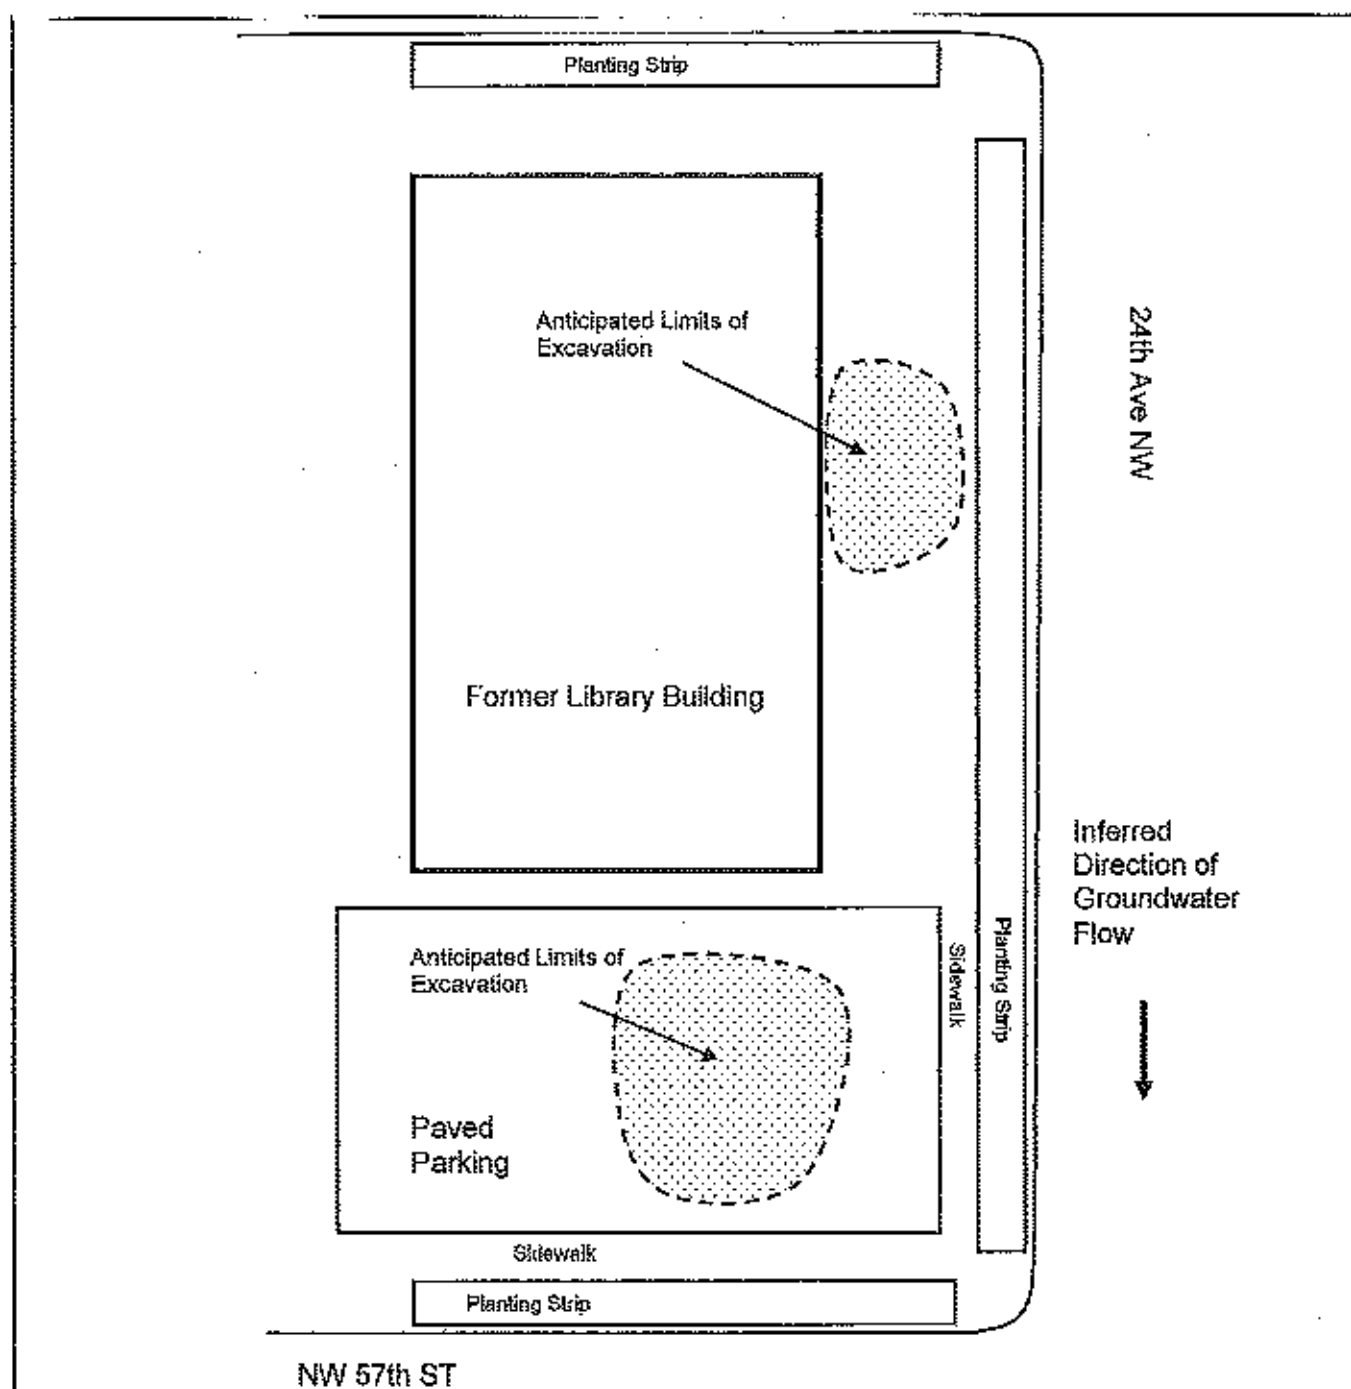 Planting Strip
Anticipated Limits of
Excavation
24th Ave NW
Former Library Building
Inferred
Direction of
Groundwater
Flow
Anticipated Limits of
Excavation
Sidewalk
Planting Strip
Paved
Parking
Sidewalk
Planting Strip
NW 57th ST